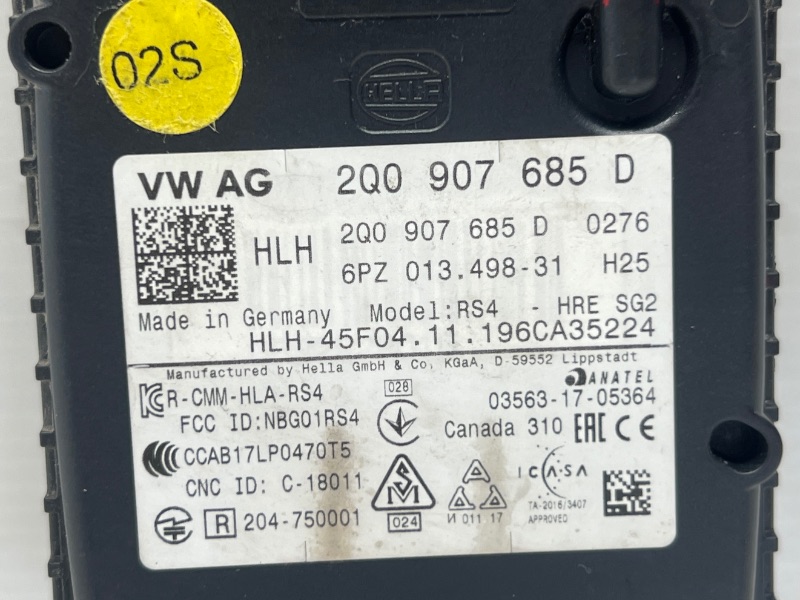 02S
HELLA
VW AG 2Q0 907 685 D
HLH 2Q0 907 685 D 0276
6PZ 013.498-31 H25
Made in Germany Model:RS4 - HRE SG2
HLH-45F04.11.196CA35224
Manufactured by Hella GmbH & Co, KGaA, D-59552 Lippstadt
R-CMM-HLA-RS4 028 ANATEL
03563-17-05364
FCC ID:NBG01RS4 Canada 310 EAC CE
CCAB17LP0470T5
CNC ID: C-18011 SM ICASA
R 204-750001 024 И 011 17 TA-2016/3407
APPROVED